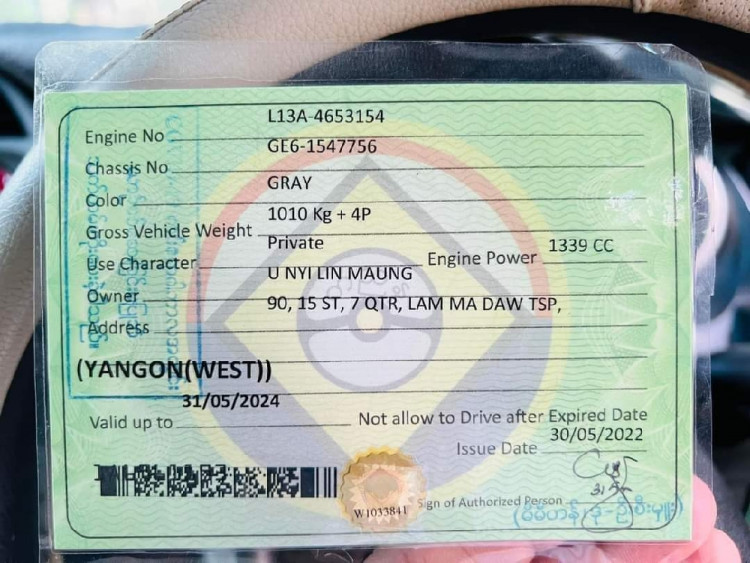 L13A-4653154
Engine No
GE6-1547756
Chassis No
GRAY
Color
1010 Kg + 4P
Gross Vehicle Weight
Private
Use Character
Engine Power 1339 CC
U NYI LIN MAUNG
Owner
90, 15 ST, 7 QTR, LAM MA DAW TSP,
Address
(YANGON(WEST))
31/05/2024
Valid up to
Not allow to Drive after Expired Date
30/05/2022
Issue Date
W1033841
Sign of Authorized Person